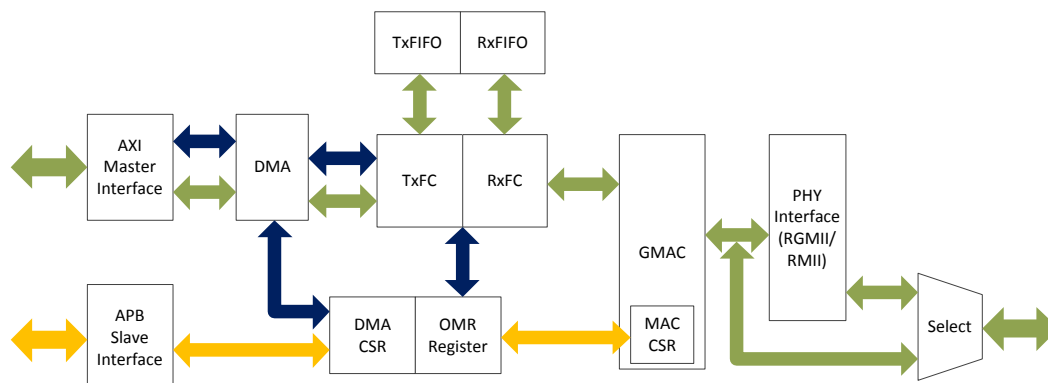 TxFIFO
RxFIFO
AXI
Master
Interface
DMA
TxFC
RxFC
GMAC
PHY
Interface
(RGMII/
RMII)
APB
Slave
Interface
DMA
CSR
OMR
Register
MAC
CSR
Select